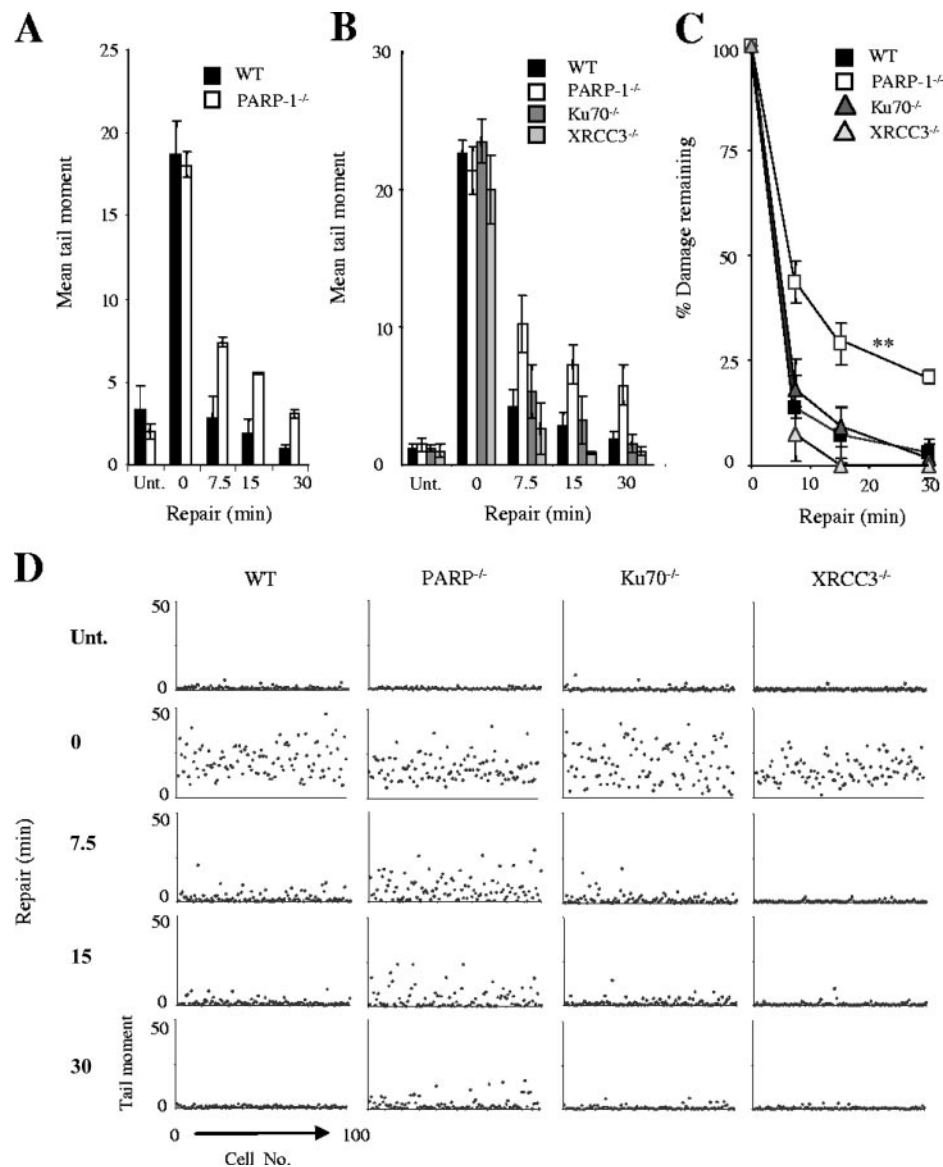 A
25
20
15
10
5
0
Mean tail moment
WT
PARP-1-/-
Unt. 0 7.5 15 30
Repair (min)
B
30
20
10
0
Mean tail moment
WT
PARP-1-/-
Ku70-/-
XRCC3-/-
Unt. 0 7.5 15 30
Repair (min)
C
100
75
50
25
0
% Damage remaining
WT
PARP-1-/-
Ku70-/-
XRCC3-/-
**
0 10 20 30
Repair (min)
D
WT PARP-/- Ku70-/- XRCC3-/-
Unt.
50
0
0
50
0
7.5
50
0
15
50
0
30
50
0
Repair (min)
Tail moment
0 100
Cell No.